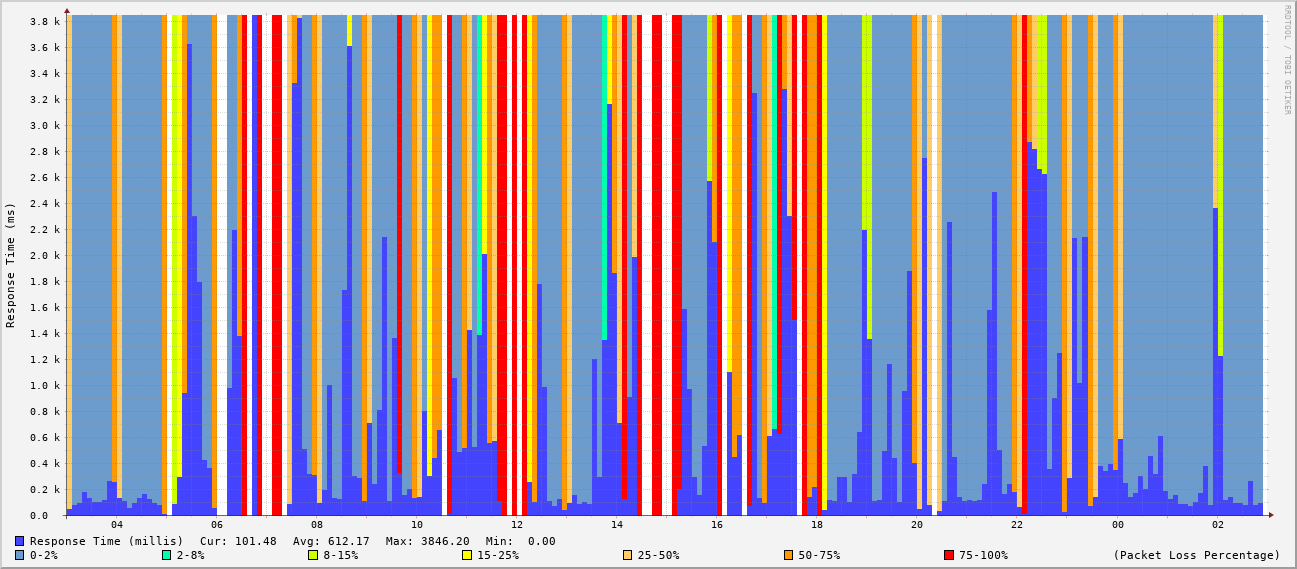 RRDTOOL / TOBI OETIKER
Response Time (ms)
3.8 k
3.6 k
3.4 k
3.2 k
3.0 k
2.8 k
2.6 k
2.4 k
2.2 k
2.0 k
1.8 k
1.6 k
1.4 k
1.2 k
1.0 k
0.8 k
0.6 k
0.4 k
0.2 k
0.0
04 06 08 10 12 14 16 18 20 22 00 02
Response Time (millis) Cur: 101.48 Avg: 612.17 Max: 3846.20 Min: 0.00
0-2% 2-8% 8-15% 15-25% 25-50% 50-75% 75-100% (Packet Loss Percentage)